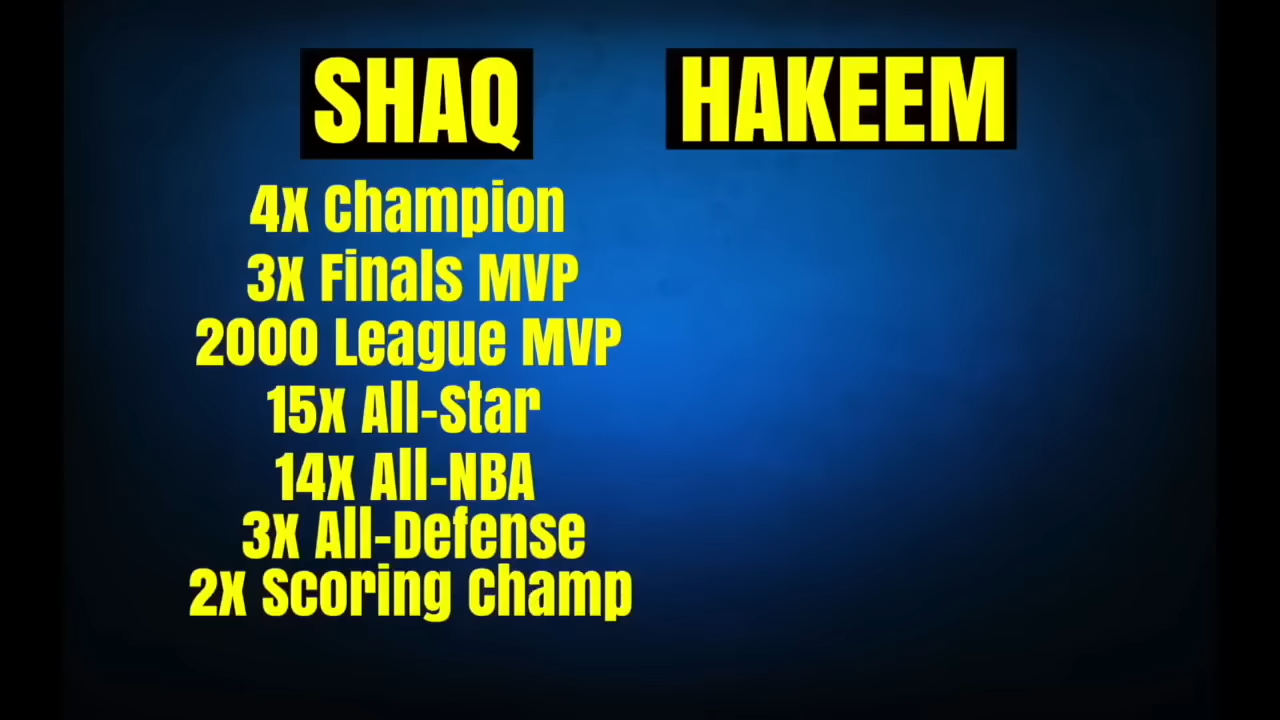 SHAQ
HAKEEM
4x Champion
3x Finals MVP
2000 League MVP
15x All-Star
14x All-NBA
3x All-Defense
2x Scoring Champ